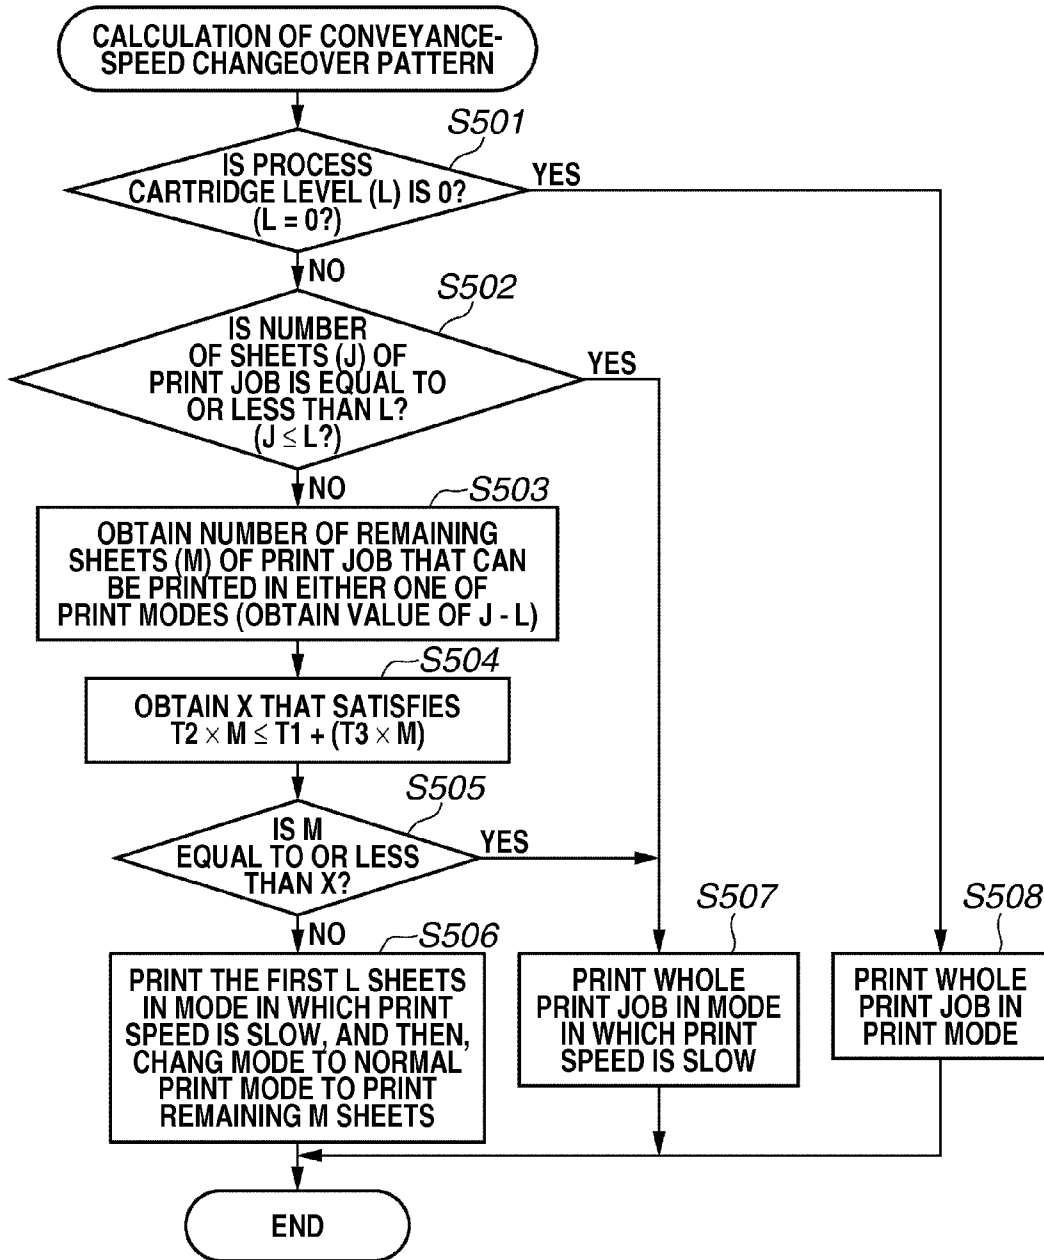 CALCULATION OF CONVEYANCE-
SPEED CHANGEOVER PATTERN
S501
IS PROCESS
CARTRIDGE LEVEL (L) IS 0?
(L = 0?)
YES
NO
S502
IS NUMBER
OF SHEETS (J) OF
PRINT JOB IS EQUAL TO
OR LESS THAN L?
(J ≤ L?)
YES
NO
S503
OBTAIN NUMBER OF REMAINING
SHEETS (M) OF PRINT JOB THAT CAN
BE PRINTED IN EITHER ONE OF
PRINT MODES (OBTAIN VALUE OF J - L)
S504
OBTAIN X THAT SATISFIES
T2 × M ≤ T1 + (T3 × M)
S505
IS M
EQUAL TO OR LESS
THAN X?
YES
NO
S506
PRINT THE FIRST L SHEETS
IN MODE IN WHICH PRINT
SPEED IS SLOW, AND THEN,
CHANG MODE TO NORMAL
PRINT MODE TO PRINT
REMAINING M SHEETS
S507
PRINT WHOLE
PRINT JOB IN MODE
IN WHICH PRINT
SPEED IS SLOW
S508
PRINT WHOLE
PRINT JOB IN
PRINT MODE
END